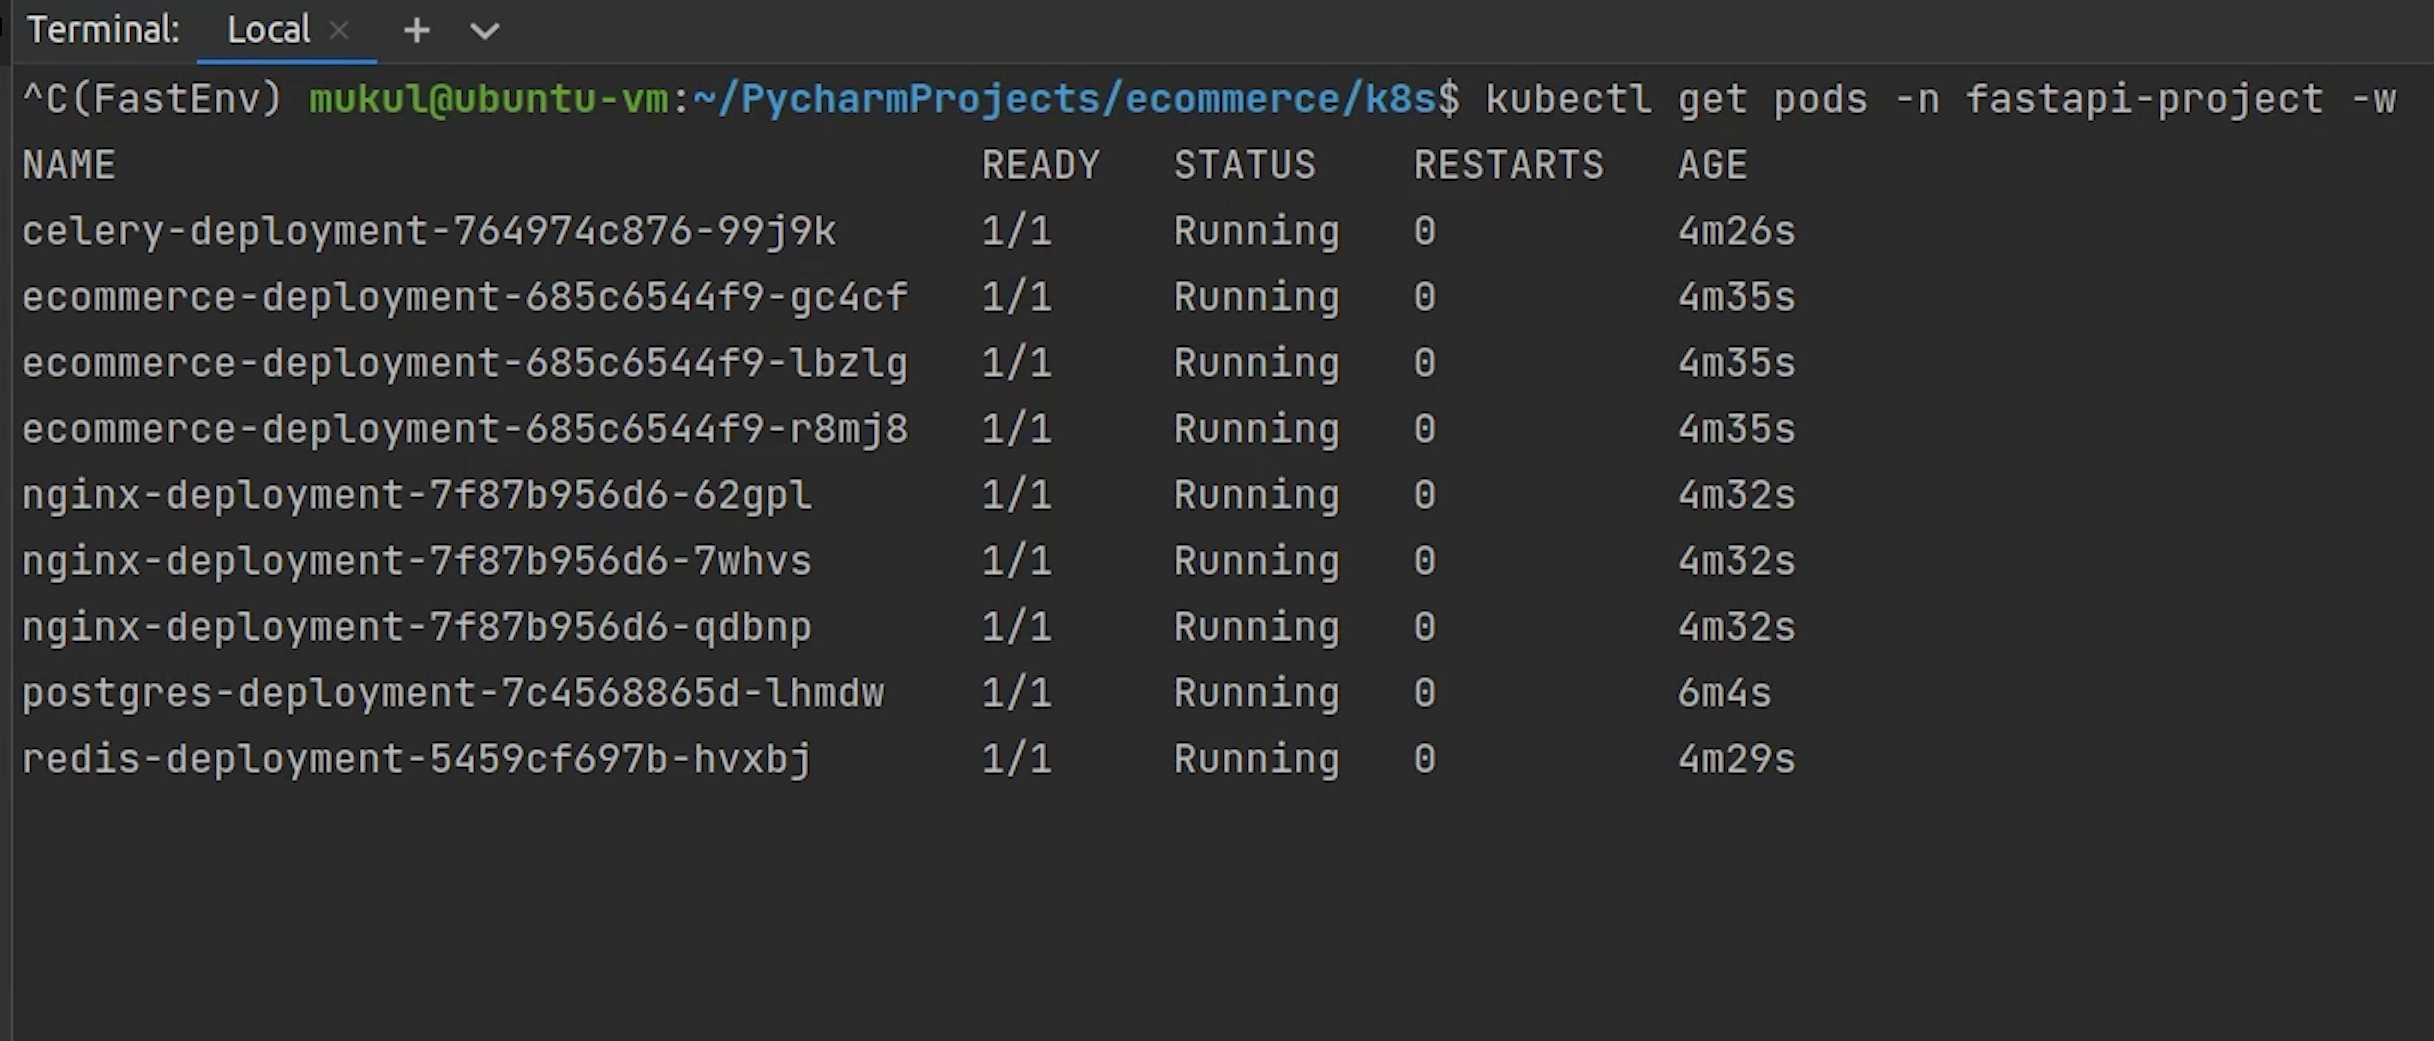 Terminal: Local × + 
^C(FastEnv) mukul@ubuntu-vm:~/PycharmProjects/ecommerce/k8s$ kubectl get pods -n fastapi-project -w
NAME READY STATUS RESTARTS AGE
celery-deployment-764974c876-99j9k 1/1 Running 0 4m26s
ecommerce-deployment-685c6544f9-gc4cf 1/1 Running 0 4m35s
ecommerce-deployment-685c6544f9-lbzlg 1/1 Running 0 4m35s
ecommerce-deployment-685c6544f9-r8mj8 1/1 Running 0 4m35s
nginx-deployment-7f87b956d6-62gpl 1/1 Running 0 4m32s
nginx-deployment-7f87b956d6-7whvs 1/1 Running 0 4m32s
nginx-deployment-7f87b956d6-qdbnp 1/1 Running 0 4m32s
postgres-deployment-7c4568865d-lhmdw 1/1 Running 0 6m4s
redis-deployment-5459cf697b-hvxbj 1/1 Running 0 4m29s